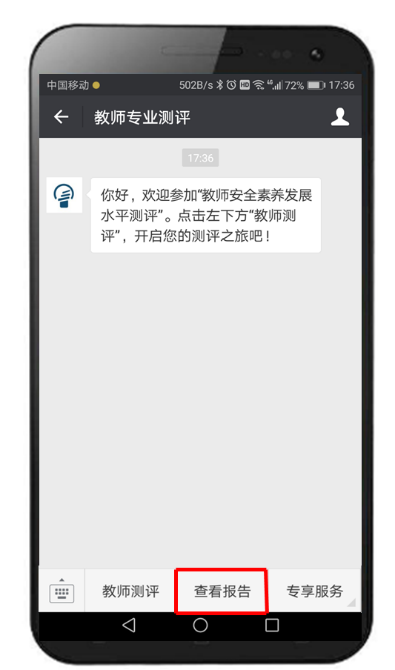 中国移动 502B/s HD 46 72% 17:36
教师专业测评
17:36
你好，欢迎参加“教师安全素养发展
水平测评”。点击左下方“教师测
评”，开启您的测评之旅吧！
教师测评 查看报告 专享服务